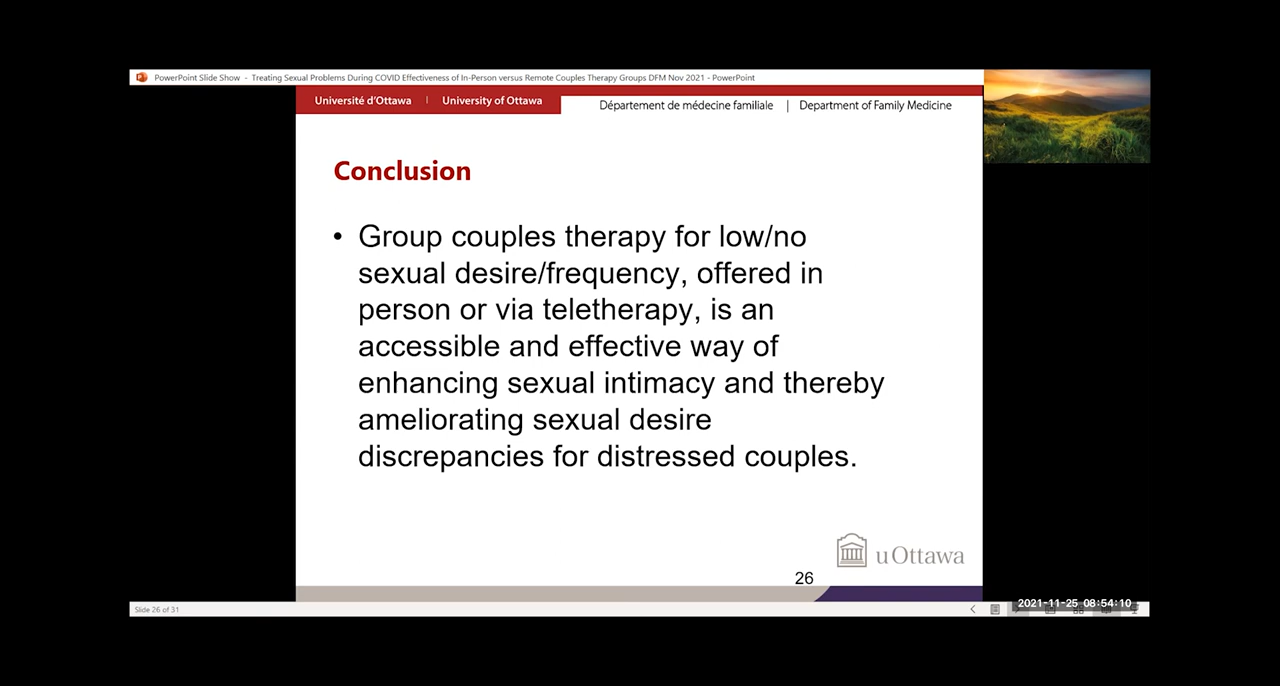 PowerPoint Slide Show - Treating Sexual Problems During COVID Effectiveness of In-Person versus Remote Couples Therapy Groups DFM Nov 2021 - PowerPoint
Université d'Ottawa | University of Ottawa
Département de médecine familiale | Department of Family Medicine
Conclusion
• Group couples therapy for low/no
sexual desire/frequency, offered in
person or via teletherapy, is an
accessible and effective way of
enhancing sexual intimacy and thereby
ameliorating sexual desire
discrepancies for distressed couples.
uOttawa
26
Slide 26 of 31
2021-11-25 08:54:10